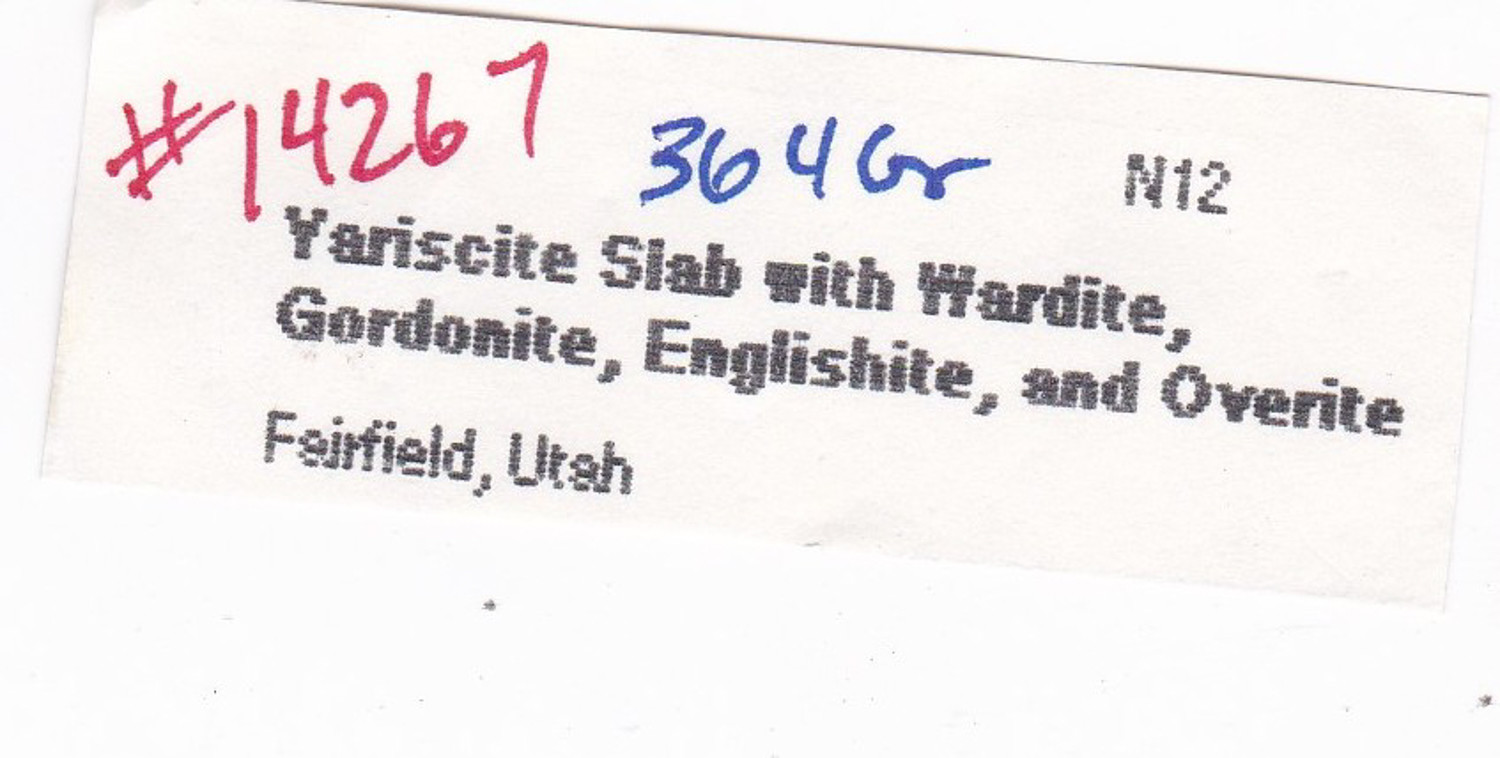 #14267 364Gr N12
Variscite Slab with Wardite,
Gordonite, Englishite, and Overite
Fairfield, Utah